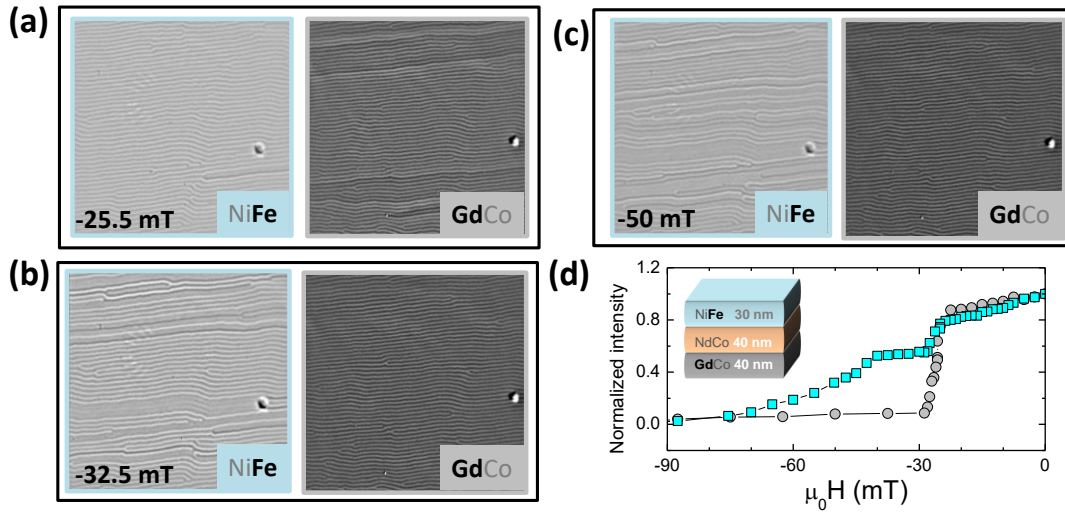 (a)
-25.5 mT
NiFe
GdCo
(b)
-32.5 mT
NiFe
GdCo
(c)
-50 mT
NiFe
GdCo
(d)
1.2
0.8
0.4
0.0
Normalized intensity
NiFe 30 nm
NdCo 40 nm
GdCo 40 nm
-90 -60 -30 0
μ₀H (mT)